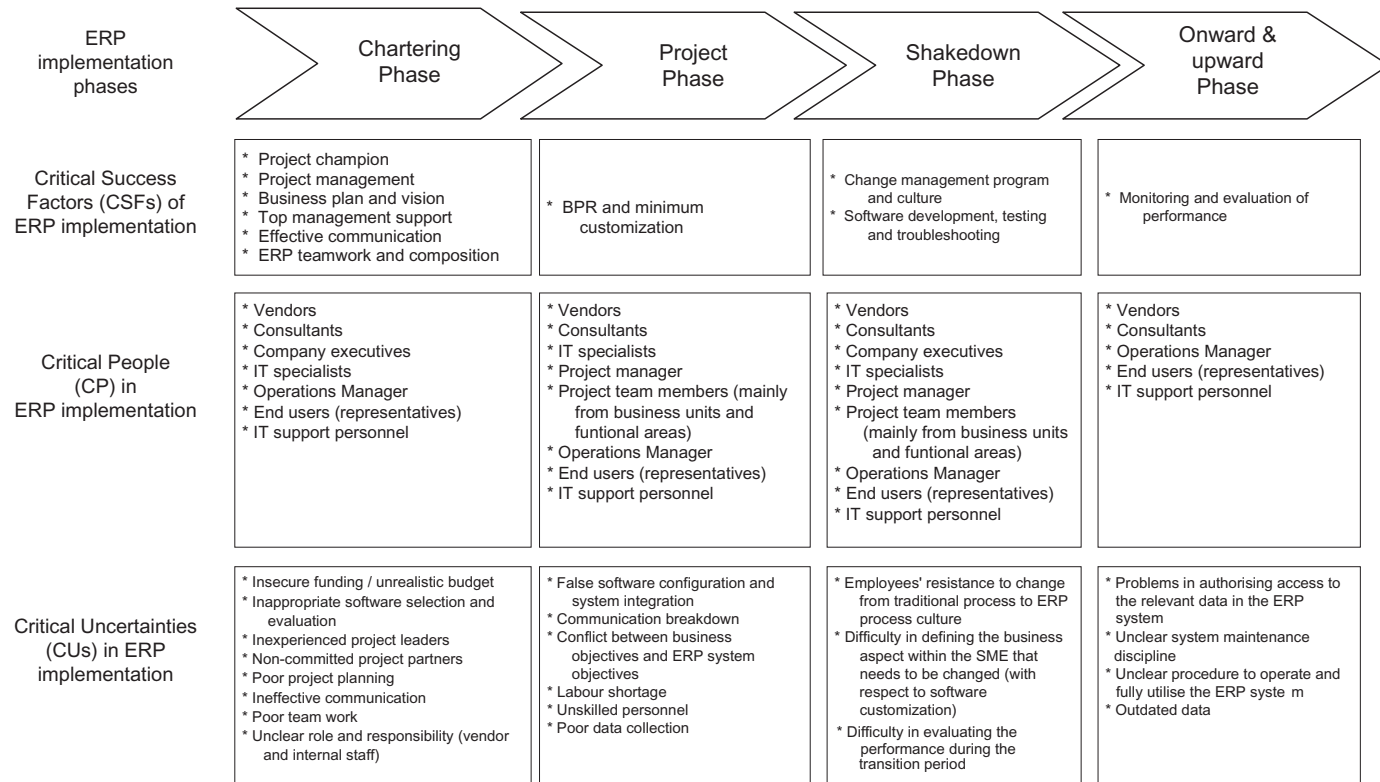 ERP
implementation
phases
Chartering
Phase
Project
Phase
Shakedown
Phase
Onward &
upward
Phase
Critical Success
Factors (CSFs) of
ERP implementation
* Project champion
* Project management
* Business plan and vision
* Top management support
* Effective communication
* ERP teamwork and composition
* BPR and minimum
customization
* Change management program
and culture
* Software development, testing
and troubleshooting
* Monitoring and evaluation of
performance
Critical People
(CP) in
ERP implementation
* Vendors
* Consultants
* Company executives
* IT specialists
* Operations Manager
* End users (representatives)
* IT support personnel
* Vendors
* Consultants
* IT specialists
* Project manager
* Project team members (mainly
from business units and
funtional areas)
* Operations Manager
* End users (representatives)
* IT support personnel
* Vendors
* Consultants
* Company executives
* IT specialists
* Project manager
* Project team members
(mainly from business units
and funtional areas)
* Operations Manager
* End users (representatives)
* IT support personnel
* Vendors
* Consultants
* Operations Manager
* End users (representatives)
* IT support personnel
Critical Uncertainties
(CUs) in ERP
implementation
* Insecure funding / unrealistic budget
* Inappropriate software selection and
evaluation
* Inexperienced project leaders
* Non-committed project partners
* Poor project planning
* Ineffective communication
* Poor team work
* Unclear role and responsibility (vendor
and internal staff)
* False software configuration and
system integration
* Communication breakdown
* Conflict between business
objectives and ERP system
objectives
* Labour shortage
* Unskilled personnel
* Poor data collection
* Employees' resistance to change
from traditional process to ERP
process culture
* Difficulty in defining the business
aspect within the SME that
needs to be changed (with
respect to software
customization)
* Difficulty in evaluating the
performance during the
transition period
* Problems in authorising access to
the relevant data in the ERP
system
* Unclear system maintenance
discipline
* Unclear procedure to operate and
fully utilise the ERP syste m
* Outdated data